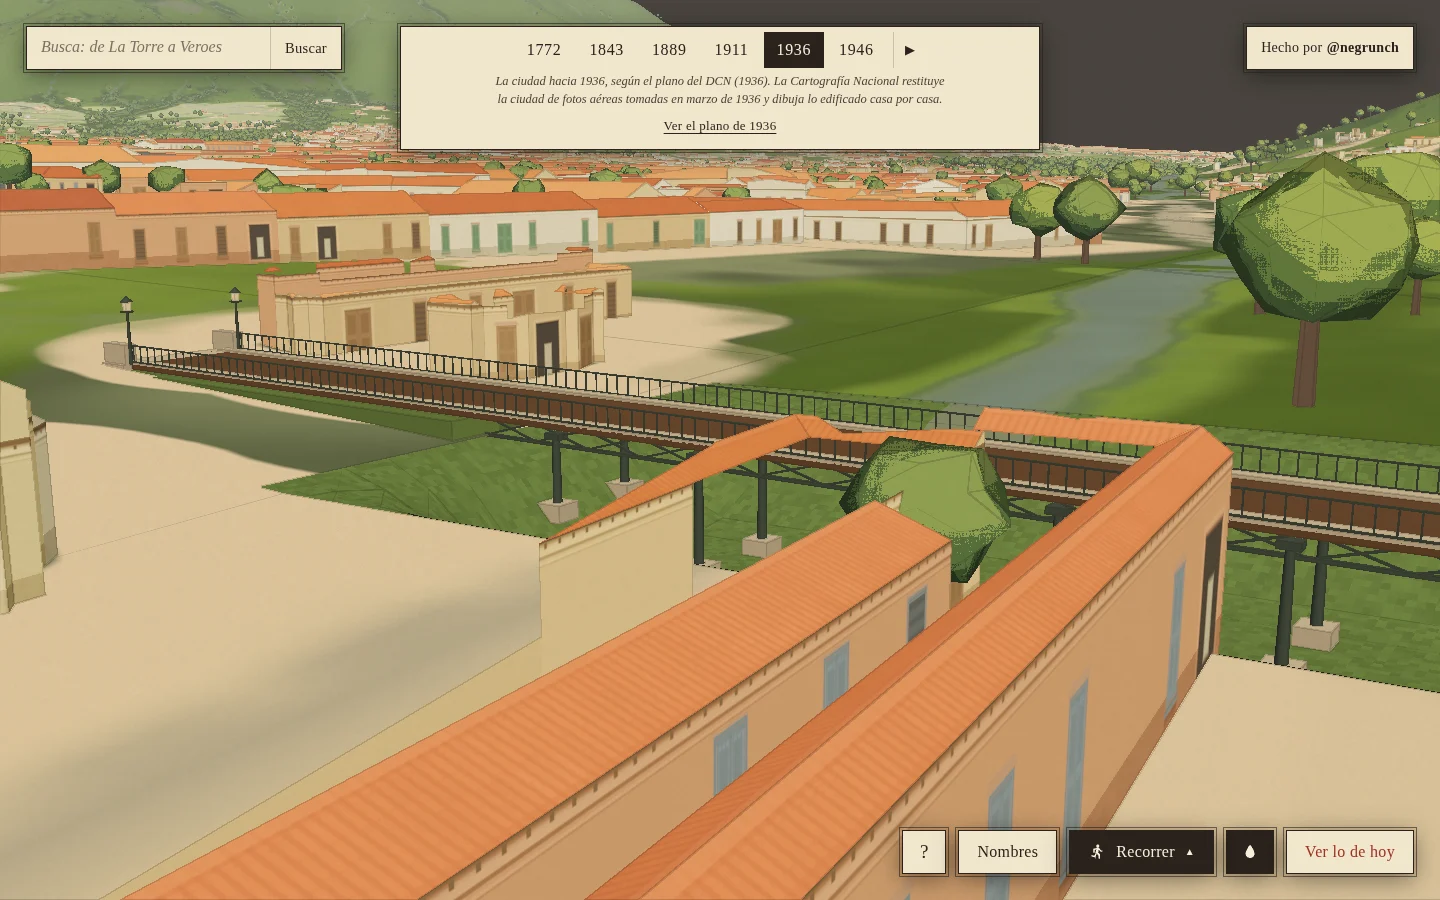 Busca: de La Torre a Veroes
Buscar
1772 1843 1889 1911 1936 1946
La ciudad hacia 1936, según el plano del DCN (1936). La Cartografía Nacional restituye
la ciudad de fotos aéreas tomadas en marzo de 1936 y dibuja lo edificado casa por casa.
Ver el plano de 1936
Hecho por @negrunch
?
Nombres
Recorrer
Ver lo de hoy